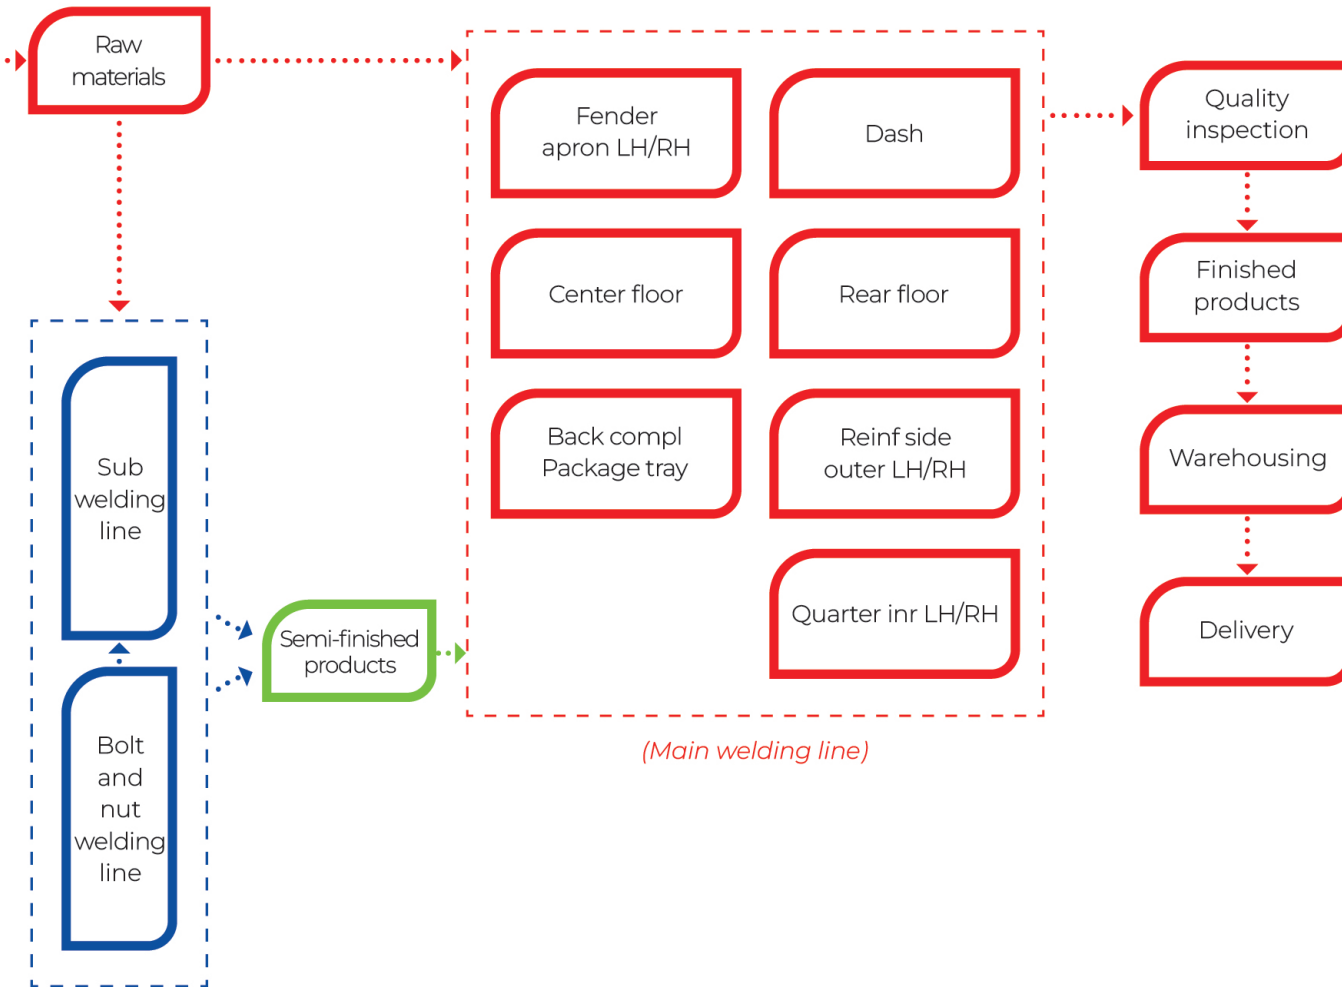 Raw
materials
Fender
apron LH/RH
Dash
Center floor
Rear floor
Back compl
Package tray
Reinf side
outer LH/RH
Quarter inr LH/RH
(Main welding line)
Sub
welding
line
Bolt
and
nut
welding
line
Semi-finished
products
Quality
inspection
Finished
products
Warehousing
Delivery